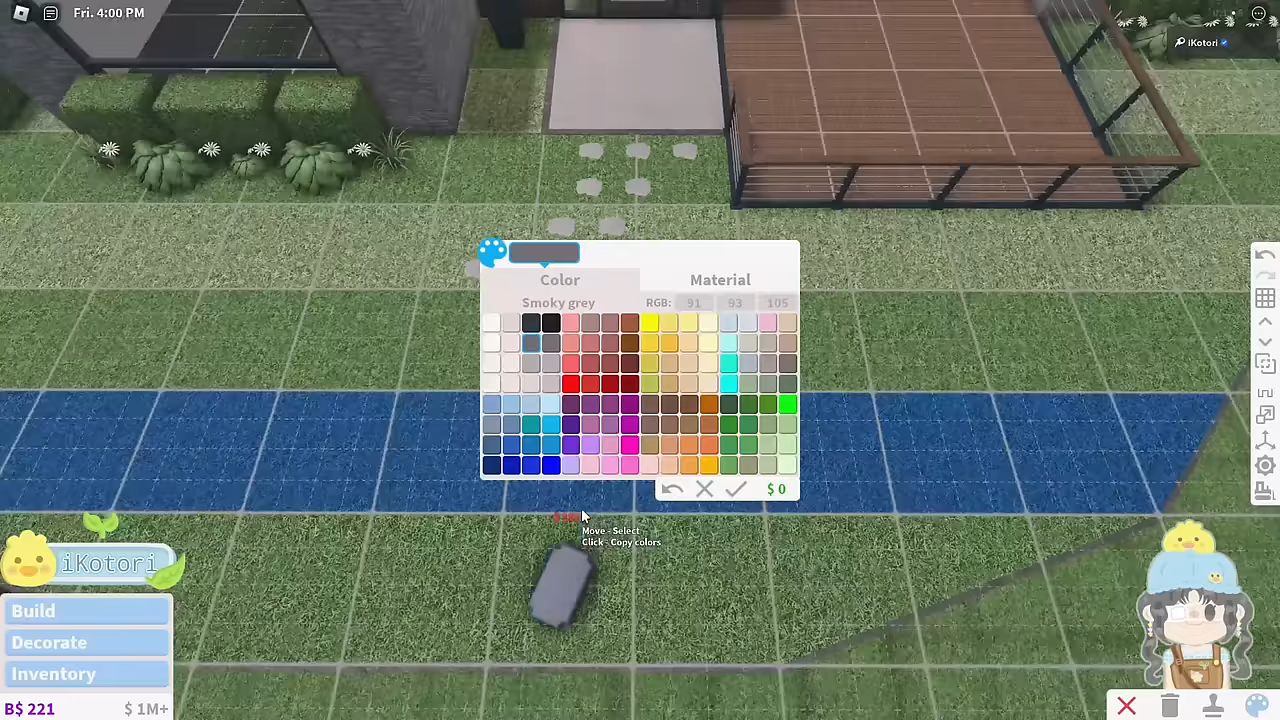 Fri. 4:00 PM
iKotori
Color
Material
Smoky grey
RGB: 91 93 105
$ 0
Move - Select
Click - Copy colors
iKotori
Build
Decorate
Inventory
B$ 221
$ 1M+